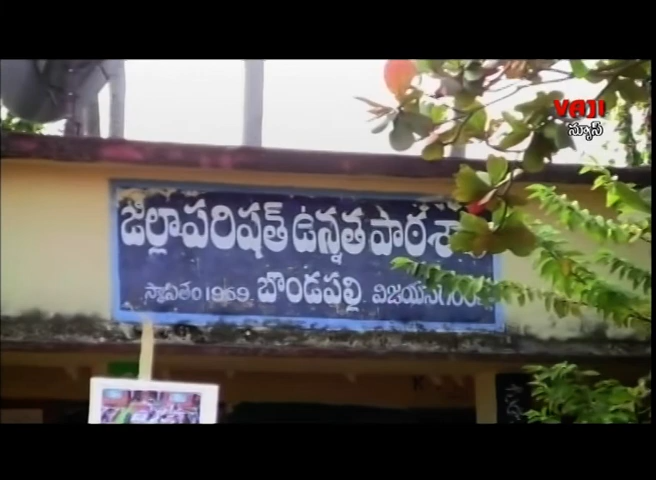 VAJI
న్యూస్
జిల్లాపరిషత్ ఉన్నత పాఠశా
స్థాపితం 1969. బొండపల్లి. విజయన